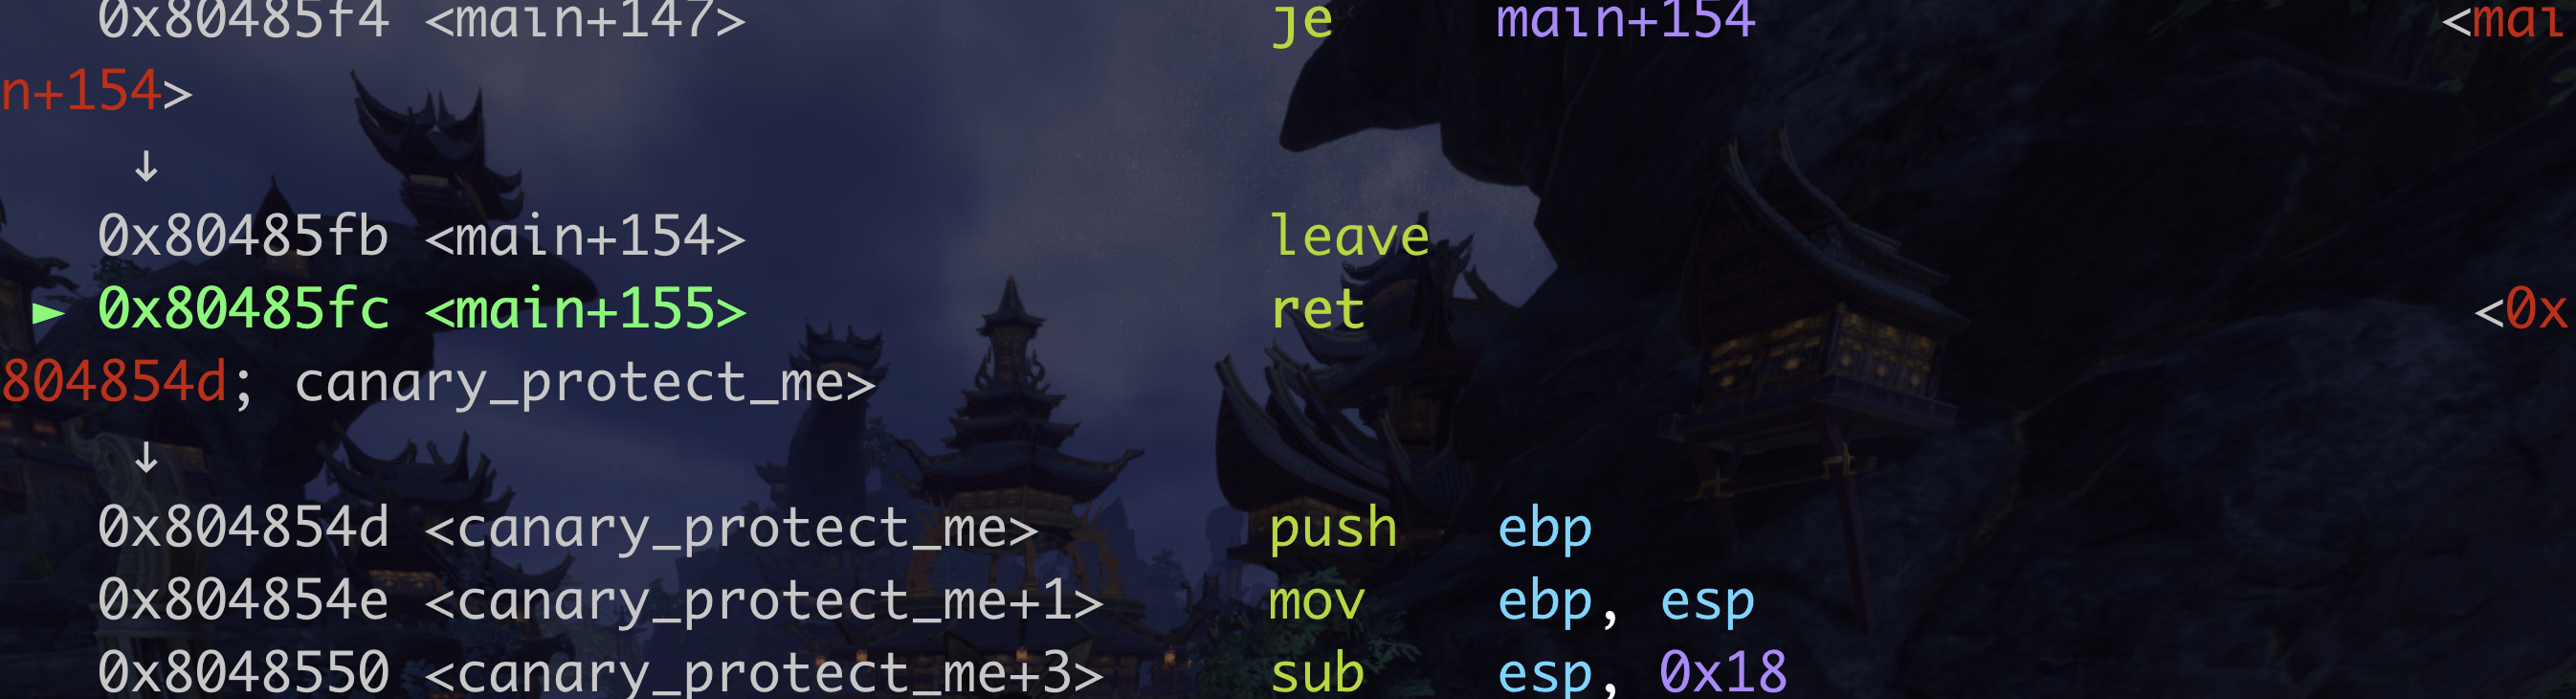 0x80485f4 <main+147> je main+154 <mai
n+154>
↓
0x80485fb <main+154> leave
► 0x80485fc <main+155> ret <0x
804854d; canary_protect_me>
↓
0x804854d <canary_protect_me> push ebp
0x804854e <canary_protect_me+1> mov ebp, esp
0x8048550 <canary_protect_me+3> sub esp, 0x18